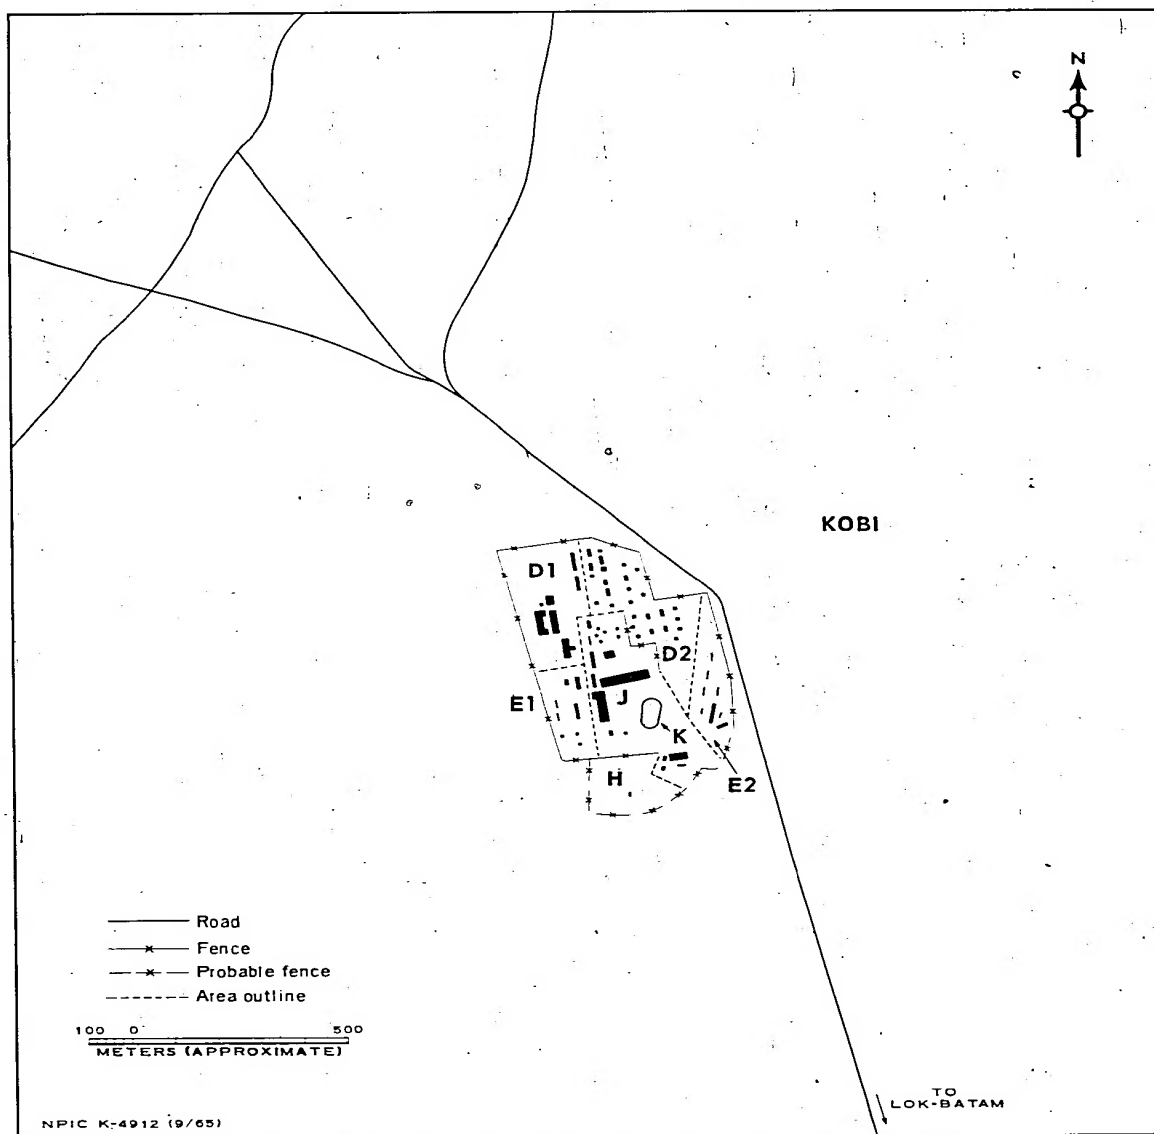 N
KOBI
D1
D2
E1
J
K
H
E2
Road
Fence
Probable fence
Area outline
100 0 500
METERS (APPROXIMATE)
TO
LOK-BATAM
NPIC K-4912 (9/65)